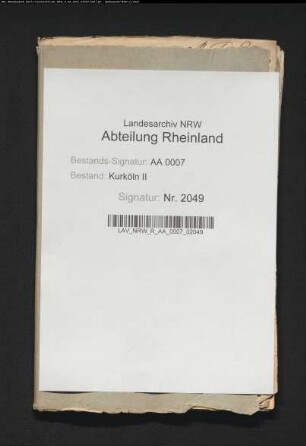 Landesarchiv NRW
Abteilung Rheinland
Bestands-Signatur: AA 0007
Bestand: Kurköln II
Signatur: Nr. 2049
LAV_NRW_R_AA_0007_02049